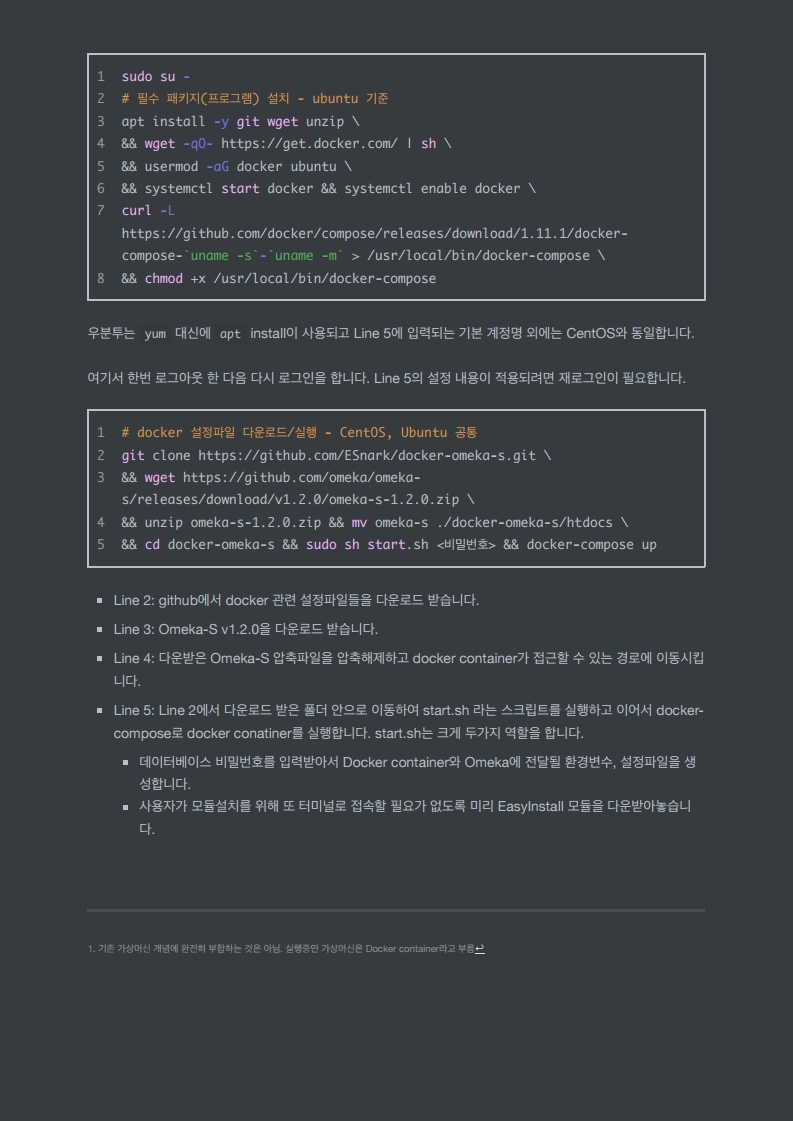 1 sudo su -
2 # 필수 패키지(프로그램) 설치 - ubuntu 기준
3 apt install -y git wget unzip \
4 && wget -qO- https://get.docker.com/ | sh \
5 && usermod -aG docker ubuntu \
6 && systemctl start docker && systemctl enable docker \
7 curl -L
https://github.com/docker/compose/releases/download/1.11.1/docker-
compose-`uname -s`-`uname -m` > /usr/local/bin/docker-compose \
8 && chmod +x /usr/local/bin/docker-compose
우분투는 yum 대신에 apt install이 사용되고 Line 5에 입력되는 기본 계정명 외에는 CentOS와 동일합니다.
여기서 한번 로그아웃 한 다음 다시 로그인을 합니다. Line 5의 설정 내용이 적용되려면 재로그인이 필요합니다.
1 # docker 설정파일 다운로드/실행 - CentOS, Ubuntu 공통
2 git clone https://github.com/ESnark/docker-omeka-s.git \
3 && wget https://github.com/omeka/omeka-
s/releases/download/v1.2.0/omeka-s-1.2.0.zip \
4 && unzip omeka-s-1.2.0.zip && mv omeka-s ./docker-omeka-s/htdocs \
5 && cd docker-omeka-s && sudo sh start.sh <비밀번호> && docker-compose up
▪ Line 2: github에서 docker 관련 설정파일들을 다운로드 받습니다.
▪ Line 3: Omeka-S v1.2.0을 다운로드 받습니다.
▪ Line 4: 다운받은 Omeka-S 압축파일을 압축해제하고 docker container가 접근할 수 있는 경로에 이동시킵
니다.
▪ Line 5: Line 2에서 다운로드 받은 폴더 안으로 이동하여 start.sh 라는 스크립트를 실행하고 이어서 docker-
compose로 docker conatiner를 실행합니다. start.sh는 크게 두가지 역할을 합니다.
▪ 데이터베이스 비밀번호를 입력받아서 Docker container와 Omeka에 전달될 환경변수, 설정파일을 생
성합니다.
▪ 사용자가 모듈설치를 위해 또 터미널로 접속할 필요가 없도록 미리 EasyInstall 모듈을 다운받아놓습니
다.
1. 기존 가상머신 개념에 완전히 부합하는 것은 아님. 실행중인 가상머신은 Docker container라고 부름↩